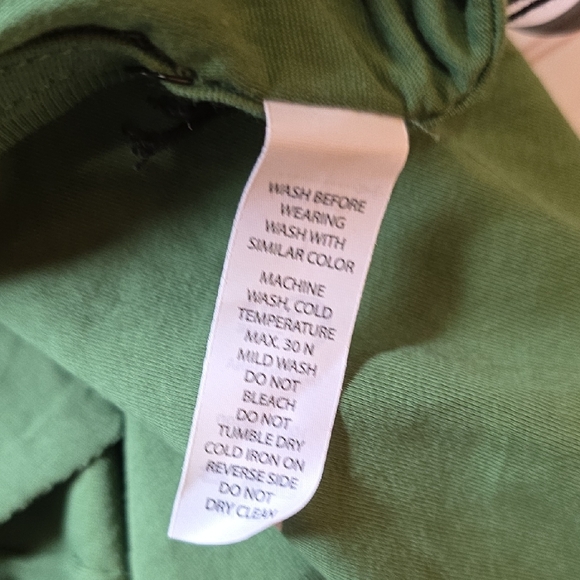 WASH BEFORE
WEARING
WASH WITH
SIMILAR COLOR
MACHINE
WASH, COLD
TEMPERATURE
MAX. 30 N
MILD WASH
DO NOT
BLEACH
DO NOT
TUMBLE DRY
COLD IRON ON
REVERSE SIDE
DO NOT
DRY CLEAN